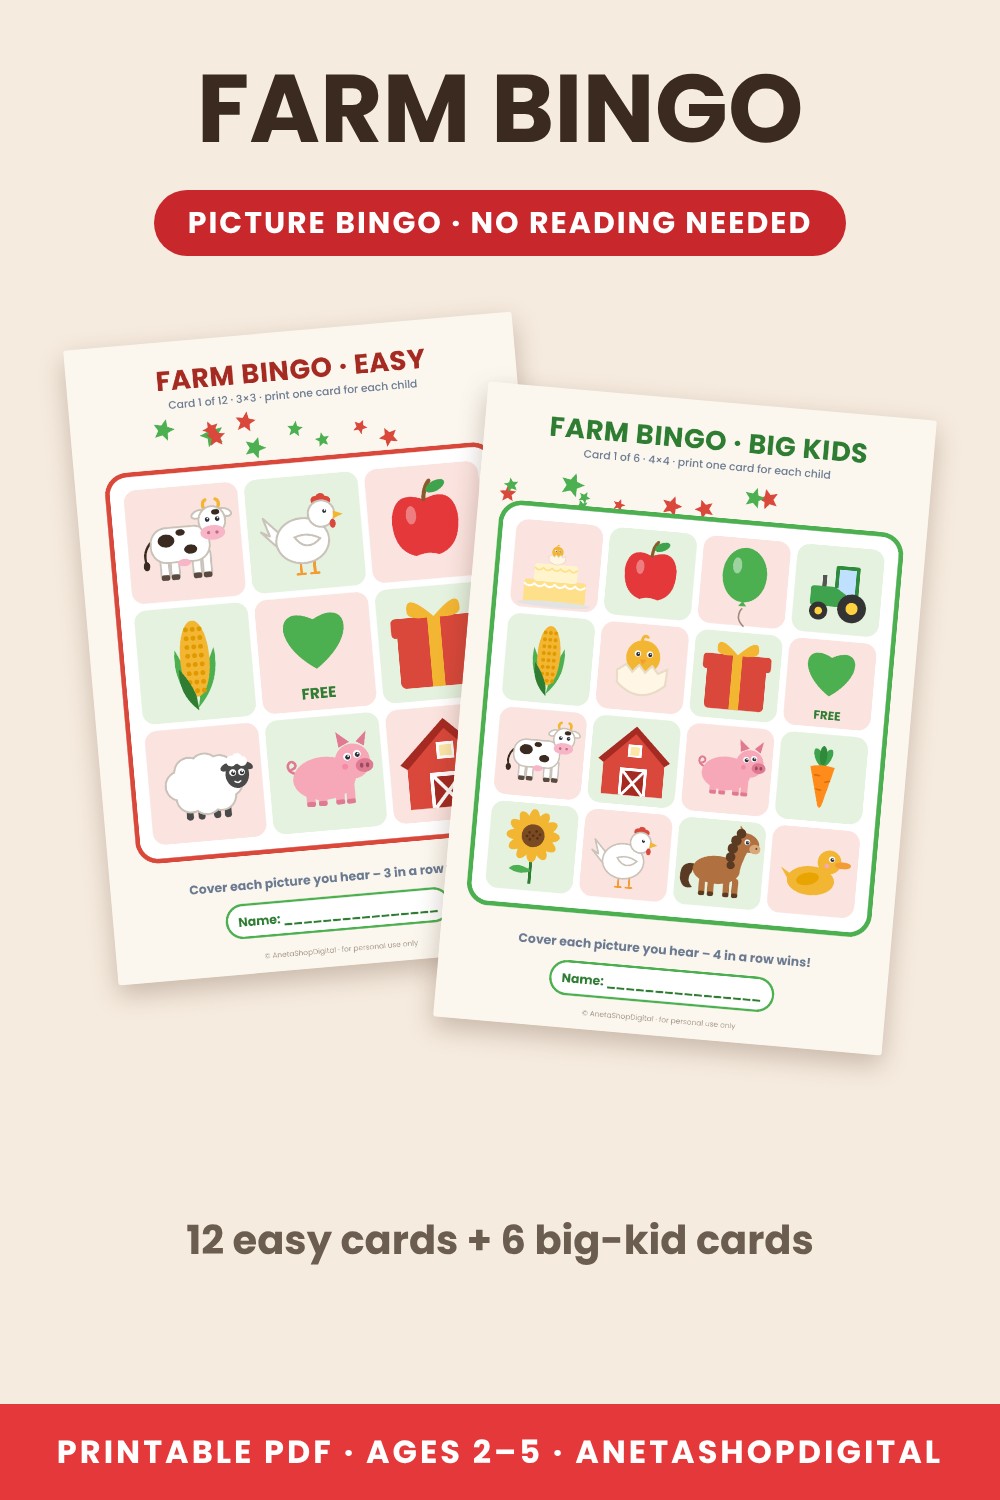 FARM BINGO
PICTURE BINGO · NO READING NEEDED
FARM BINGO · EASY
Card 1 of 12 · 3×3 · print one card for each child
FREE
Cover each picture you hear – 3 in a row
Name: _________________
© AnetaShopDigital · for personal use only
FARM BINGO · BIG KIDS
Card 1 of 6 · 4×4 · print one card for each child
FREE
Cover each picture you hear – 4 in a row wins!
Name: _________________
© AnetaShopDigital · for personal use only
12 easy cards + 6 big-kid cards
PRINTABLE PDF · AGES 2–5 · ANETASHOPDIGITAL